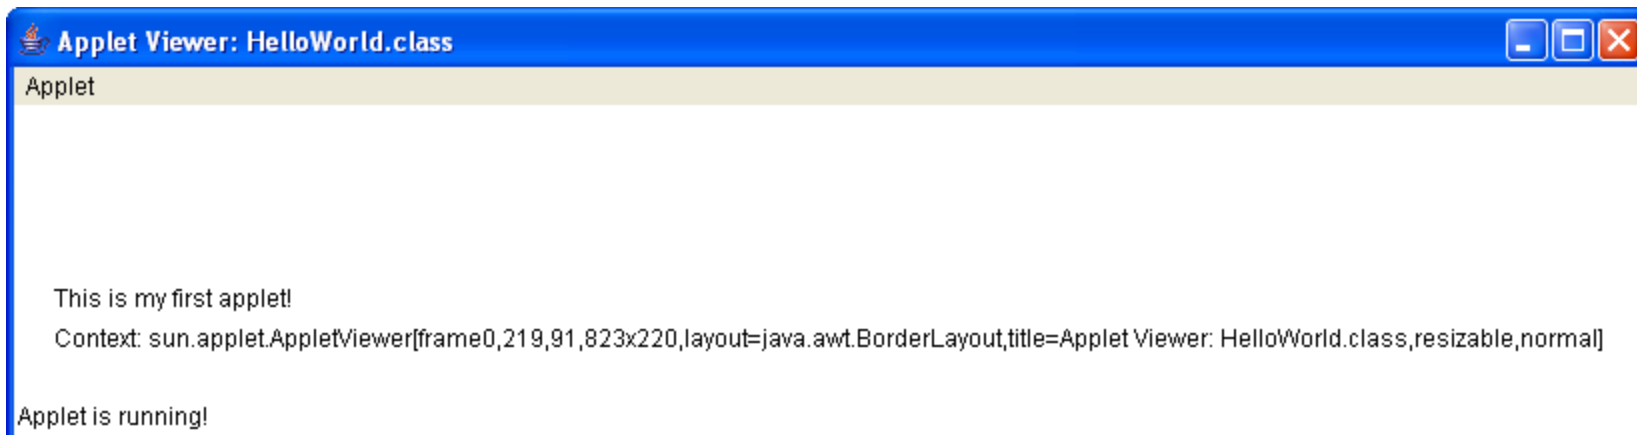 Applet Viewer: HelloWorld.class
Applet
This is my first applet!
Context: sun.applet.AppletViewer[frame0,219,91,823x220,layout=java.awt.BorderLayout,title=Applet Viewer: HelloWorld.class,resizable,normal]
Applet is running!